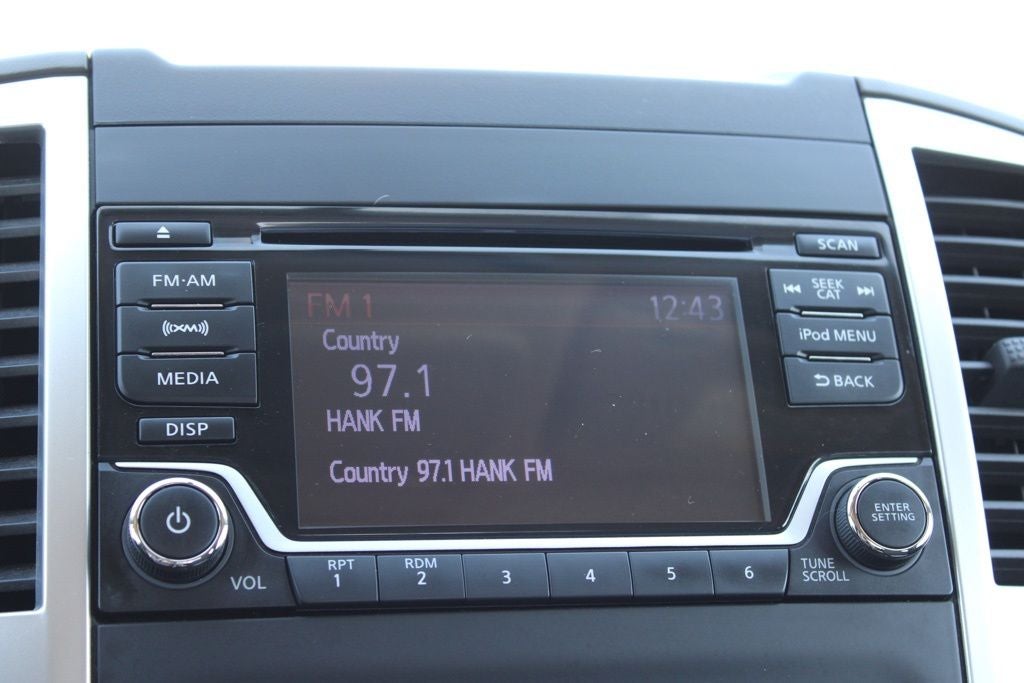 SCAN
FM·AM
SEEK
CAT
FM 1
12:43
((XM))
iPod MENU
Country
97.1
MEDIA
BACK
HANK FM
DISP
Country 97.1 HANK FM
ENTER
SETTING
VOL
RPT
1
RDM
2
3
4
5
6
TUNE
SCROLL